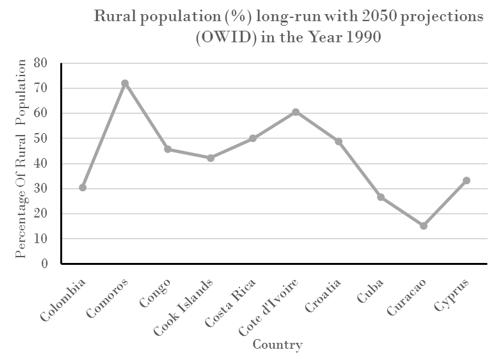 Rural population (%) long-run with 2050 projections
(OWID) in the Year 1990
Percentage Of Rural Population
80
70
60
50
40
30
20
10
0
Colombia
Comoros
Congo
Cook Islands
Costa Rica
Cote d'Ivoire
Croatia
Cuba
Curacao
Cyprus
Country